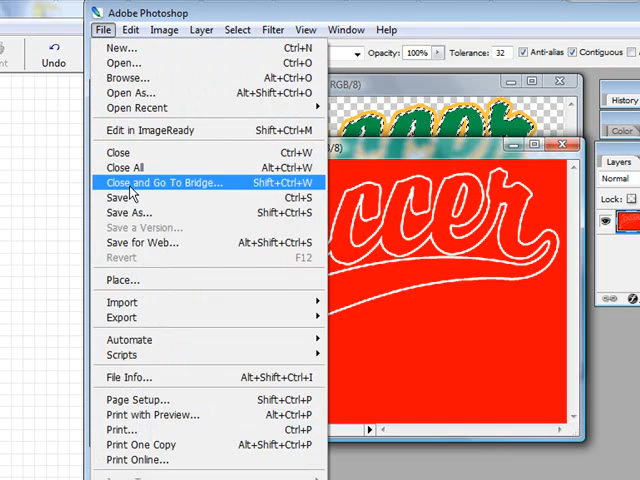 Adobe Photoshop
File Edit Image Layer Select Filter View Window Help
Undo
Opacity: 100% Tolerance: 32 Anti-alias Contiguous
New... Ctrl+N
Open... Ctrl+O
Browse... Alt+Ctrl+O
Open As... Alt+Shift+Ctrl+O
Open Recent
Edit in ImageReady Shift+Ctrl+M
Close Ctrl+W
Close All Alt+Ctrl+W
Close and Go To Bridge... Shift+Ctrl+W
Save Ctrl+S
Save As... Shift+Ctrl+S
Save a Version...
Save for Web... Alt+Shift+Ctrl+S
Revert F12
Place...
Import
Export
Automate
Scripts
File Info... Alt+Shift+Ctrl+I
Page Setup... Shift+Ctrl+P
Print with Preview... Alt+Ctrl+P
Print... Ctrl+P
Print One Copy Alt+Shift+Ctrl+P
Print Online...
RGB/8)
ccer
History
Color
Layers
Normal
Lock: